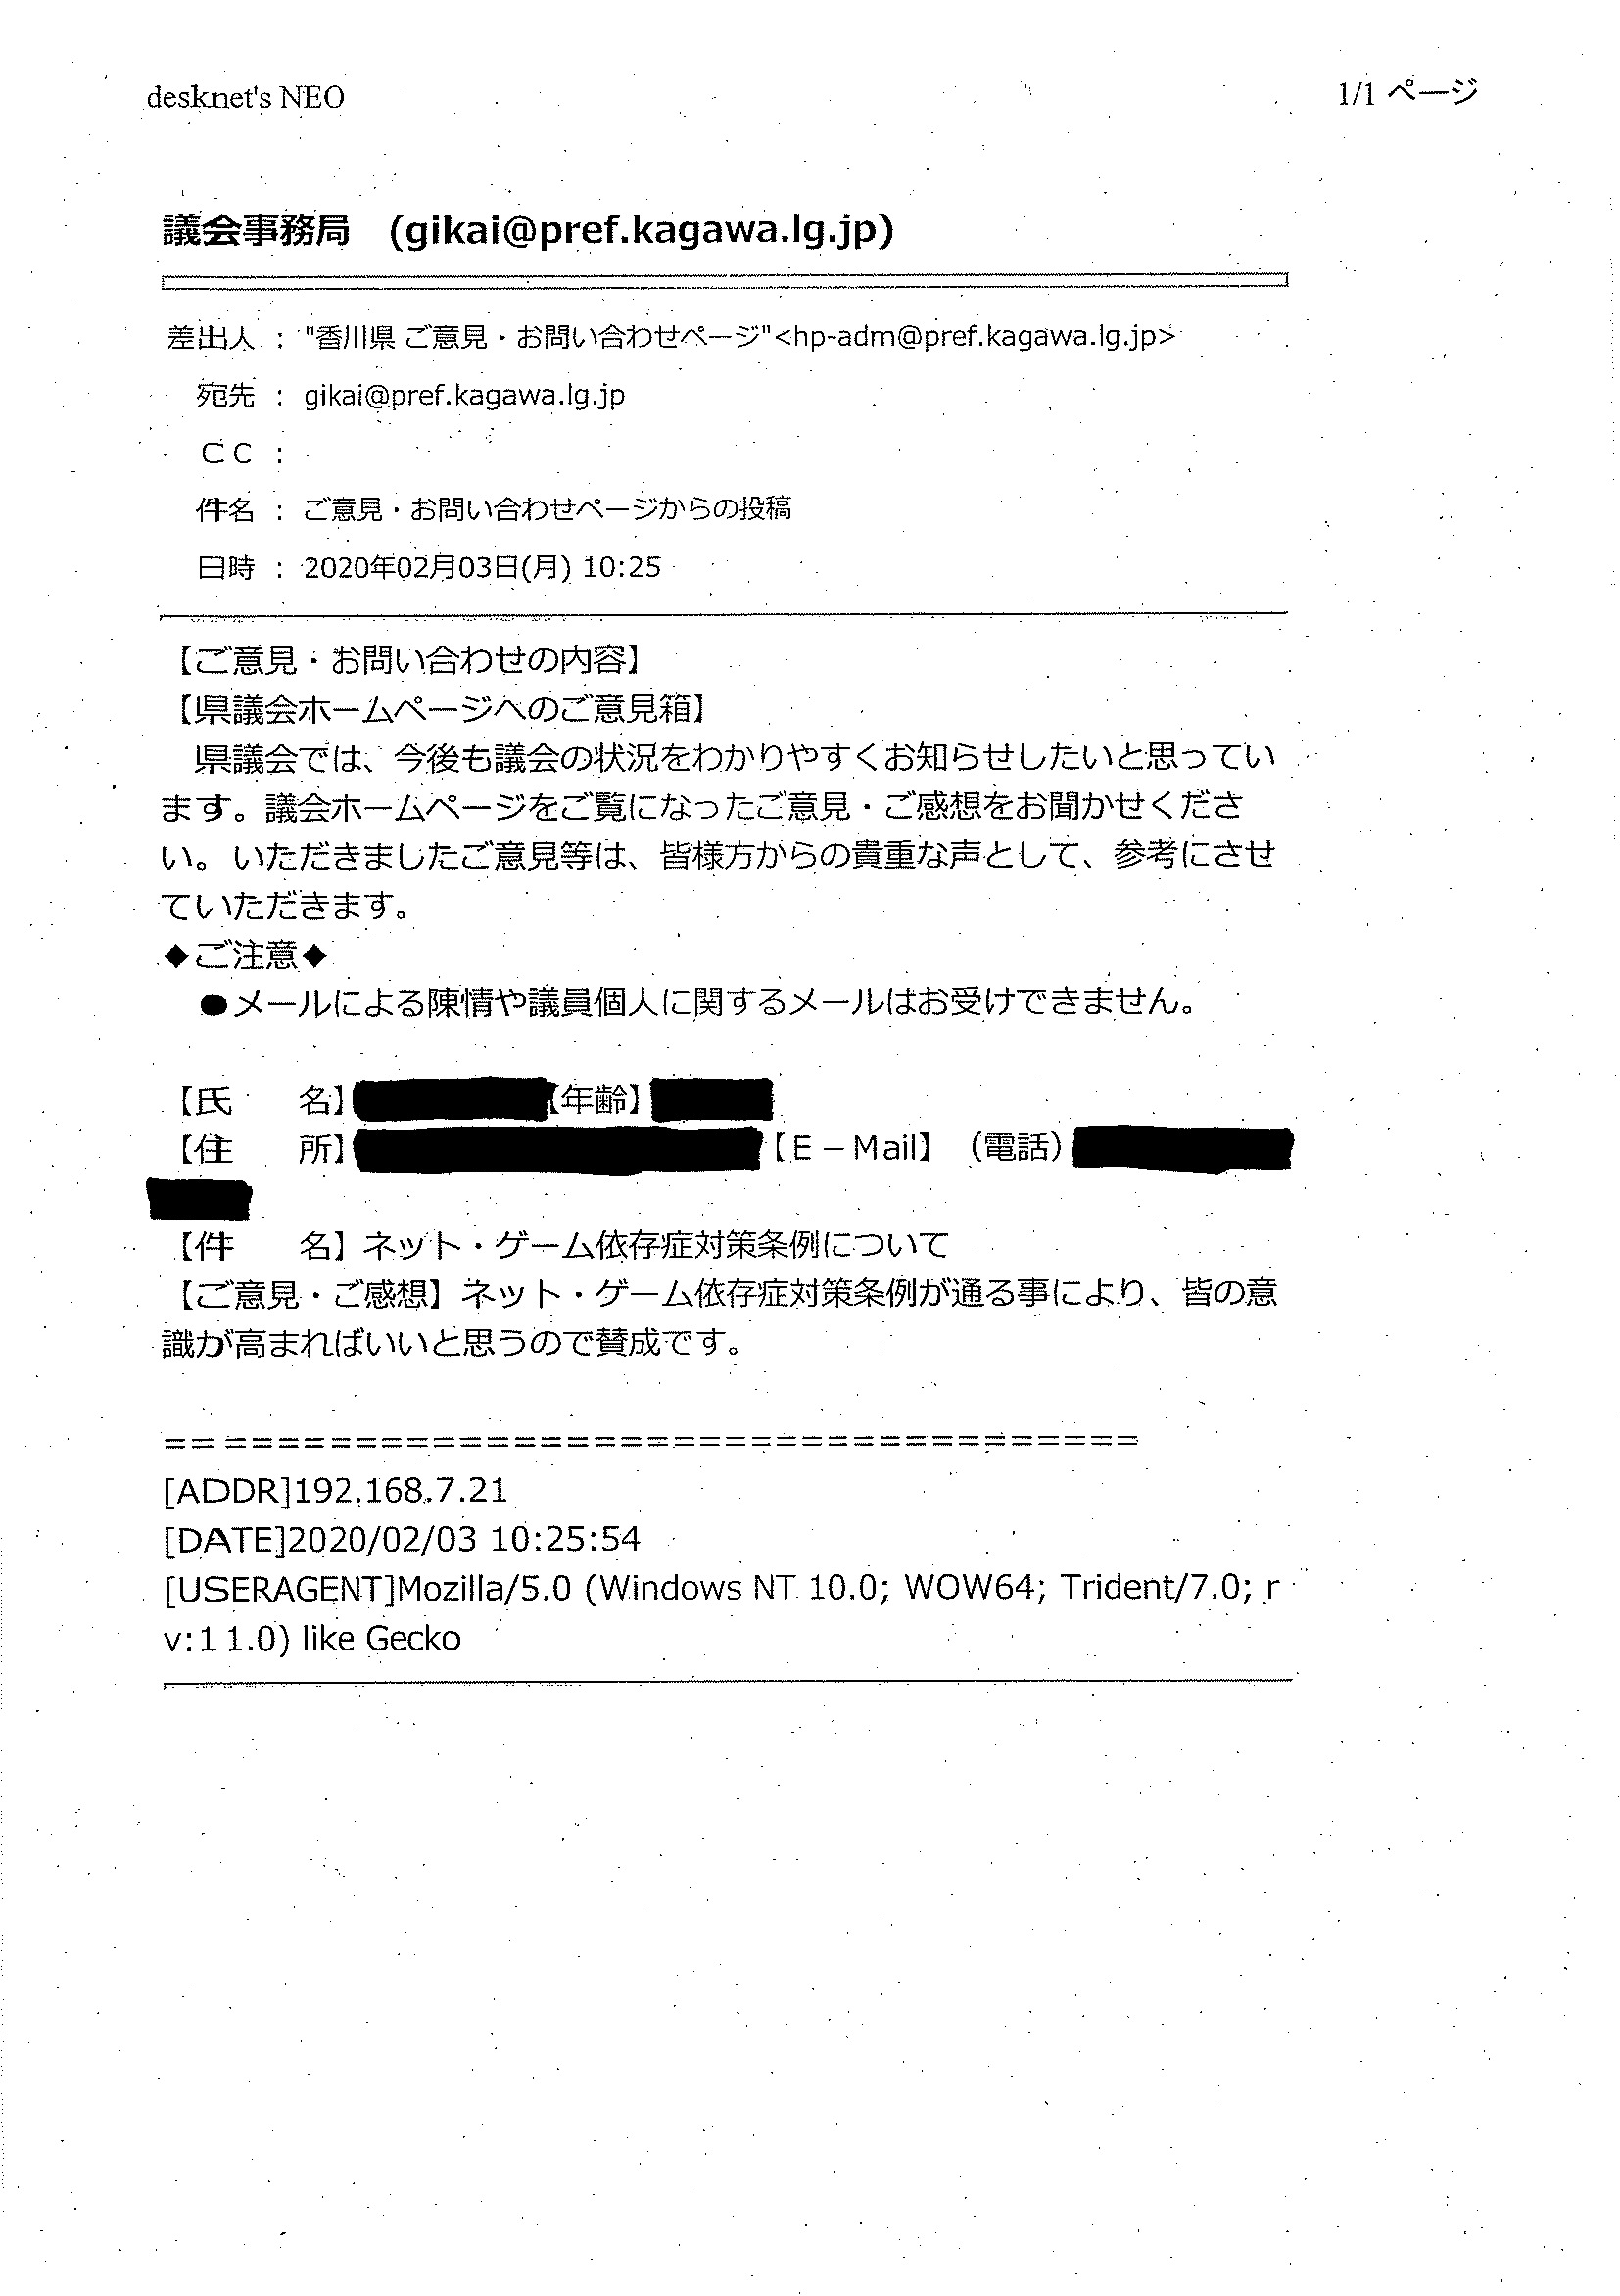 desknet's NEO 1/1 ページ
議会事務局 (gikai@pref.kagawa.lg.jp)
差出人 : "香川県 ご意見・お問い合わせページ"<hp-adm@pref.kagawa.lg.jp>
宛先 : gikai@pref.kagawa.lg.jp
ＣＣ :
件名 : ご意見・お問い合わせページからの投稿
日時 : 2020年02月03日(月) 10:25
【ご意見・お問い合わせの内容】
【県議会ホームページへのご意見箱】
　県議会では、今後も議会の状況をわかりやすくお知らせしたいと思ってい
ます。議会ホームページをご覧になったご意見・ご感想をお聞かせくださ
い。いただきましたご意見等は、皆様方からの貴重な声として、参考にさせ
ていただきます。
◆ご注意◆
　●メールによる陳情や議員個人に関するメールはお受けできません。
【氏　　名】【年齢】
【住　　所】【Ｅ－Mail】（電話）
【件　　名】ネット・ゲーム依存症対策条例について
【ご意見・ご感想】ネット・ゲーム依存症対策条例が通る事により、皆の意
識が高まればいいと思うので賛成です。
=====================================
[ADDR]192.168.7.21
[DATE]2020/02/03 10:25:54
[USERAGENT]Mozilla/5.0 (Windows NT 10.0; WOW64; Trident/7.0; r
v:11.0) like Gecko